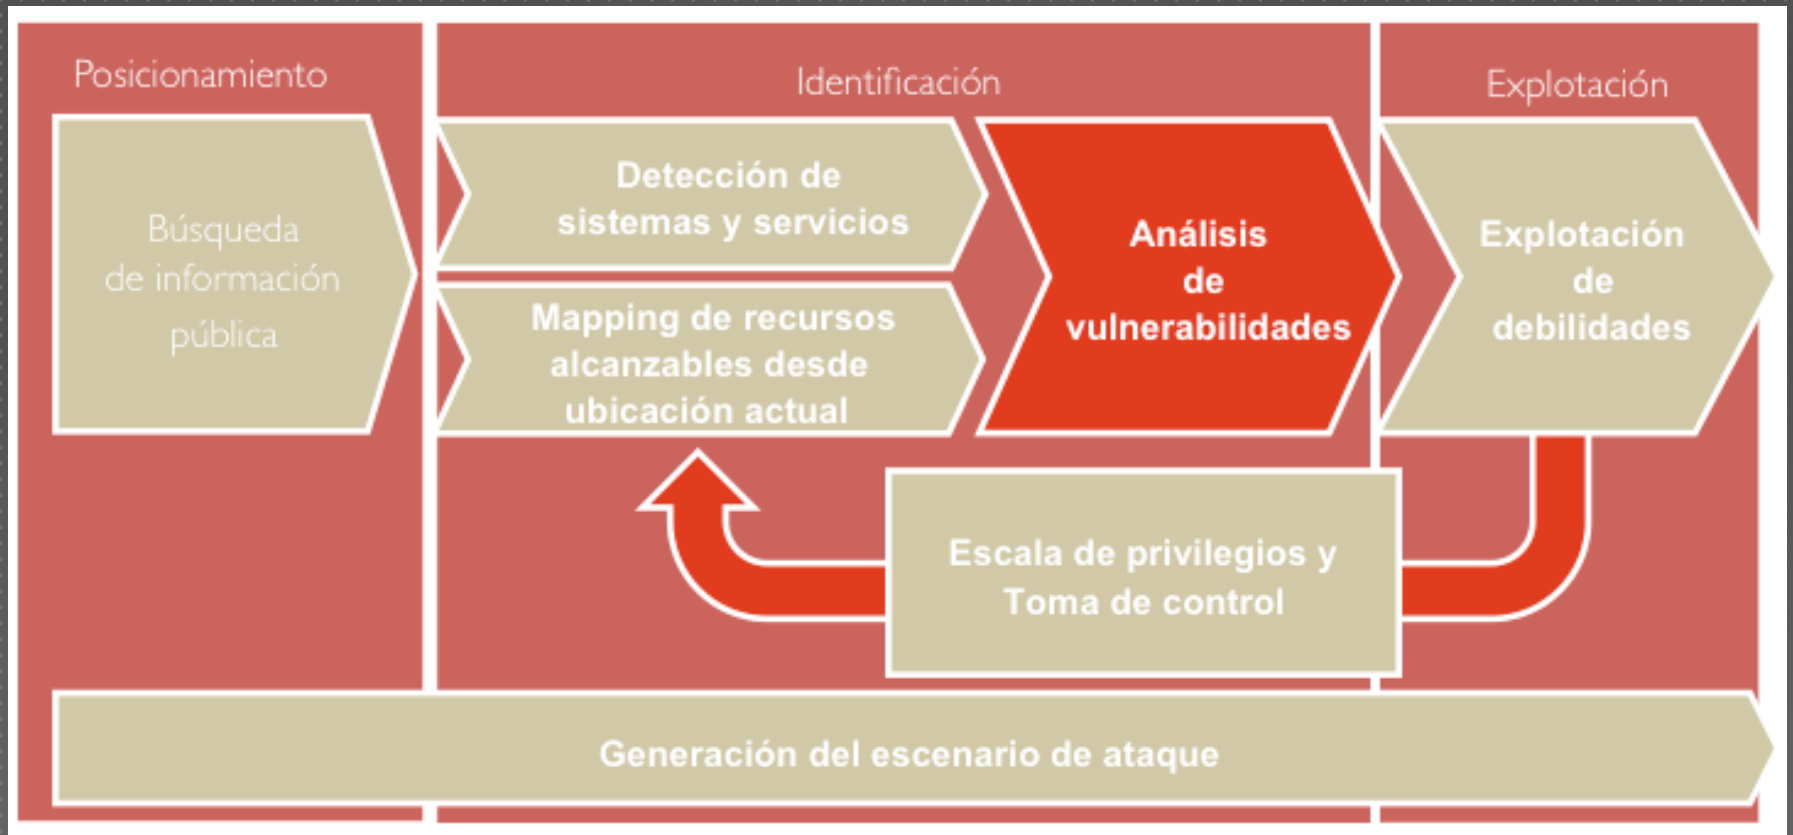 Posicionamiento
Identificación
Explotación
Búsqueda
de información
pública
Detección de
sistemas y servicios
Mapping de recursos
alcanzables desde
ubicación actual
Análisis
de
vulnerabilidades
Explotación
de
debilidades
Escala de privilegios y
Toma de control
Generación del escenario de ataque